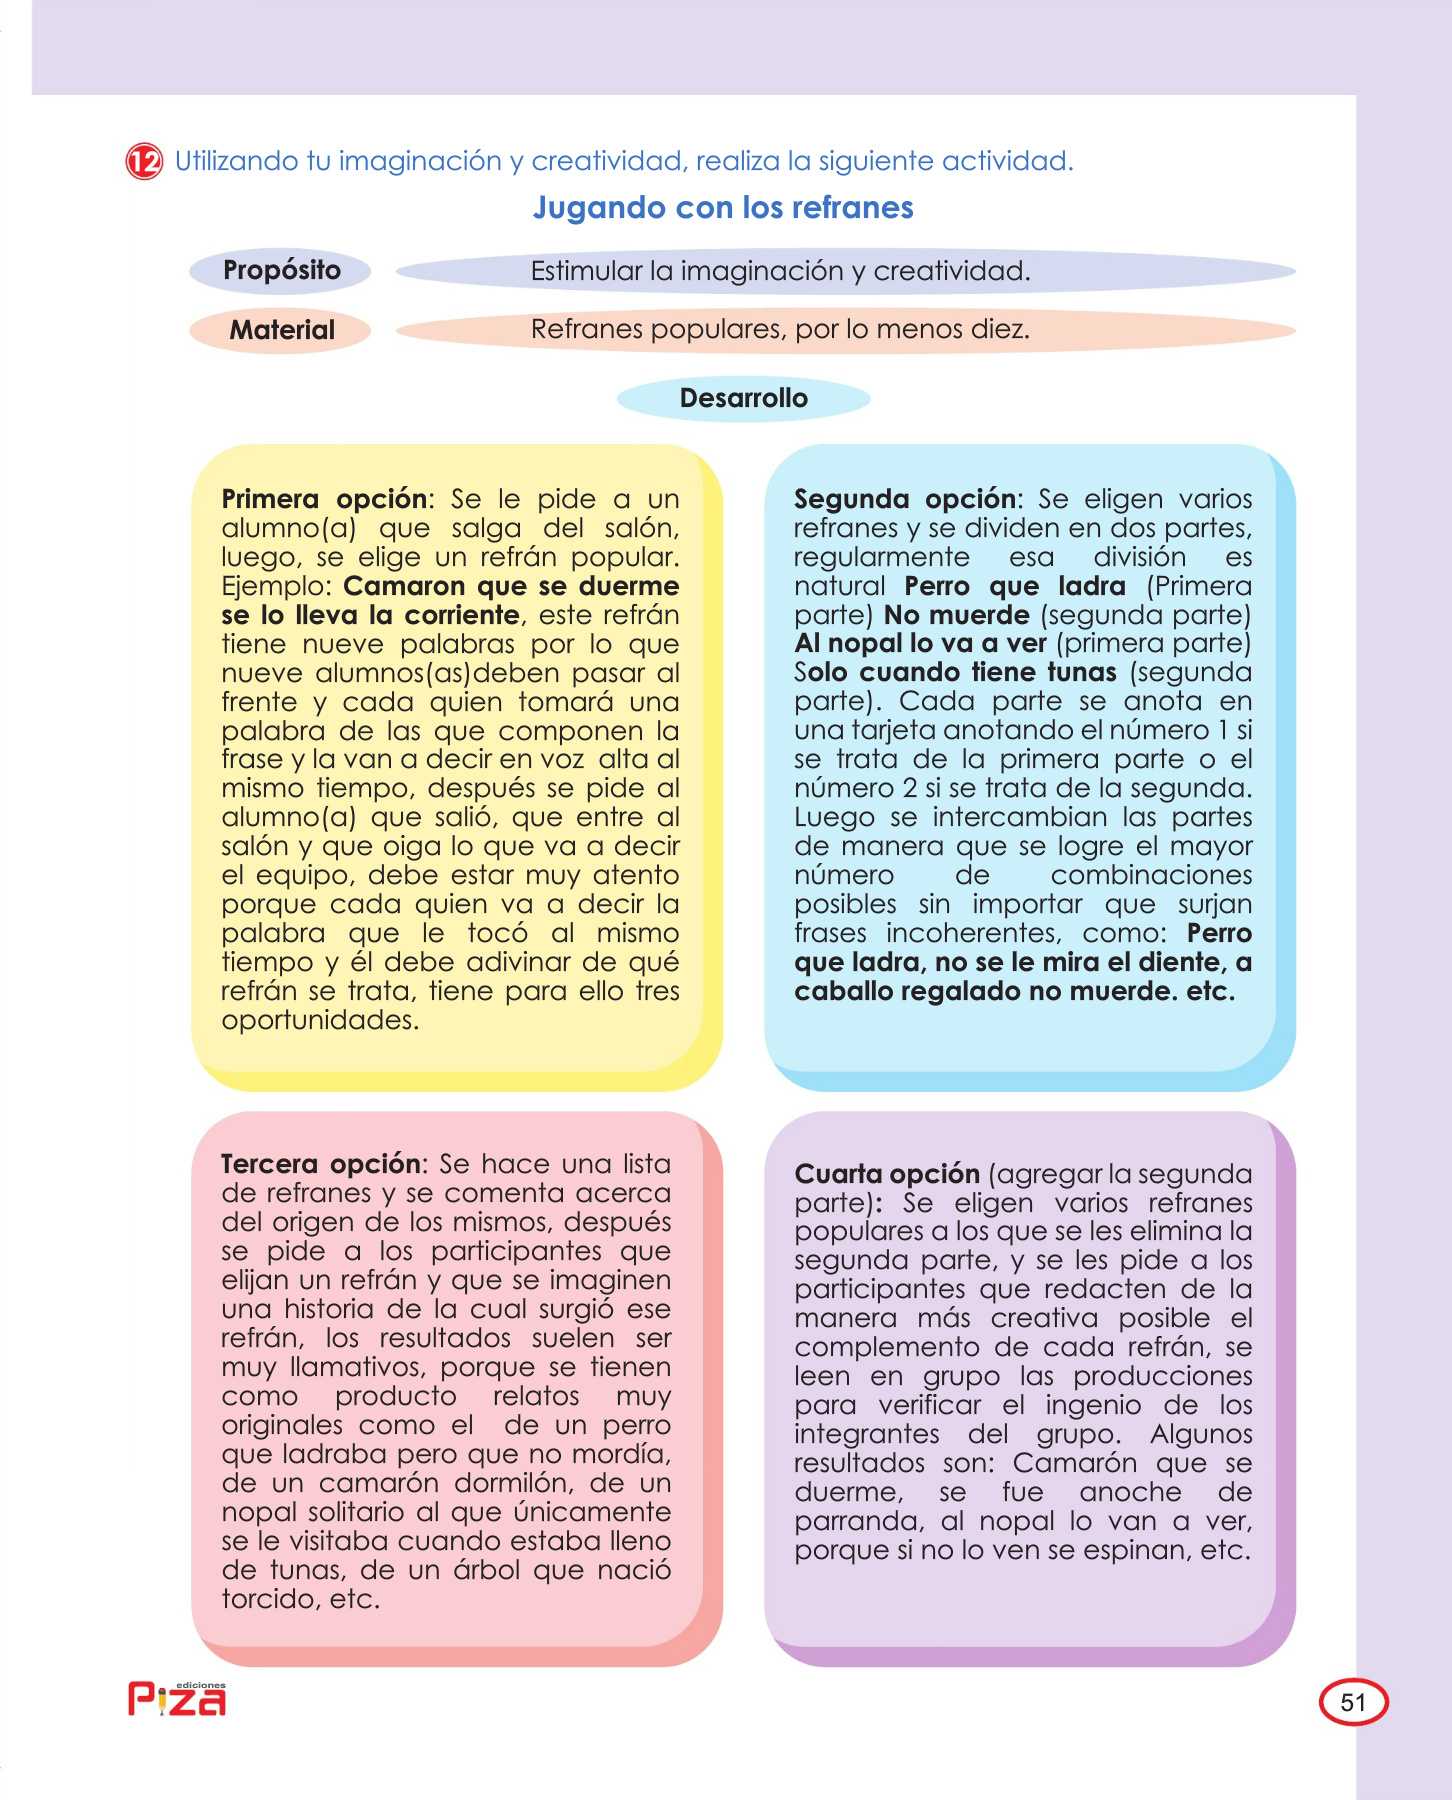 12 Utilizando tu imaginación y creatividad, realiza la siguiente actividad.
Jugando con los refranes
Propósito
Estimular la imaginación y creatividad.
Material
Refranes populares, por lo menos diez.
Desarrollo
Primera opción: Se le pide a un
alumno(a) que salga del salón,
luego, se elige un refrán popular.
Ejemplo: Camaron que se duerme
se lo lleva la corriente, este refrán
tiene nueve palabras por lo que
nueve alumnos(as)deben pasar al
frente y cada quien tomará una
palabra de las que componen la
frase y la van a decir en voz alta al
mismo tiempo, después se pide al
alumno(a) que salió, que entre al
salón y que oiga lo que va a decir
el equipo, debe estar muy atento
porque cada quien va a decir la
palabra que le tocó al mismo
tiempo y él debe adivinar de qué
refrán se trata, tiene para ello tres
oportunidades.
Segunda opción: Se eligen varios
refranes y se dividen en dos partes,
regularmente esa división es
natural Perro que ladra (Primera
parte) No muerde (segunda parte)
Al nopal lo va a ver (primera parte)
Solo cuando tiene tunas (segunda
parte). Cada parte se anota en
una tarjeta anotando el número 1 si
se trata de la primera parte o el
número 2 si se trata de la segunda.
Luego se intercambian las partes
de manera que se logre el mayor
número de combinaciones
posibles sin importar que surjan
frases incoherentes, como: Perro
que ladra, no se le mira el diente, a
caballo regalado no muerde. etc.
Tercera opción: Se hace una lista
de refranes y se comenta acerca
del origen de los mismos, después
se pide a los participantes que
elijan un refrán y que se imaginen
una historia de la cual surgió ese
refrán, los resultados suelen ser
muy llamativos, porque se tienen
como producto relatos muy
originales como el de un perro
que ladraba pero que no mordía,
de un camarón dormilón, de un
nopal solitario al que únicamente
se le visitaba cuando estaba lleno
de tunas, de un árbol que nació
torcido, etc.
Cuarta opción (agregar la segunda
parte): Se eligen varios refranes
populares a los que se les elimina la
segunda parte, y se les pide a los
participantes que redacten de la
manera más creativa posible el
complemento de cada refrán, se
leen en grupo las producciones
para verificar el ingenio de los
integrantes del grupo. Algunos
resultados son: Camarón que se
duerme, se fue anoche de
parranda, al nopal lo van a ver,
porque si no lo ven se espinan, etc.
ediciones
Piza
51